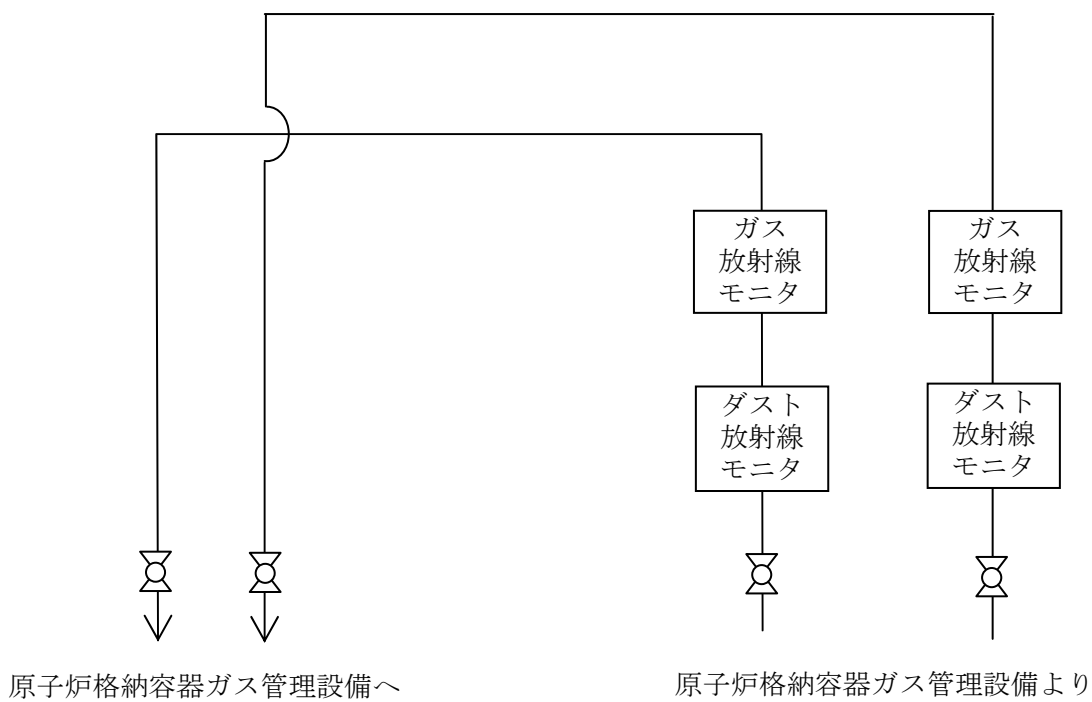 ガス
放射線
モニタ
ガス
放射線
モニタ
ダスト
放射線
モニタ
ダスト
放射線
モニタ
原子炉格納容器ガス管理設備へ
原子炉格納容器ガス管理設備より